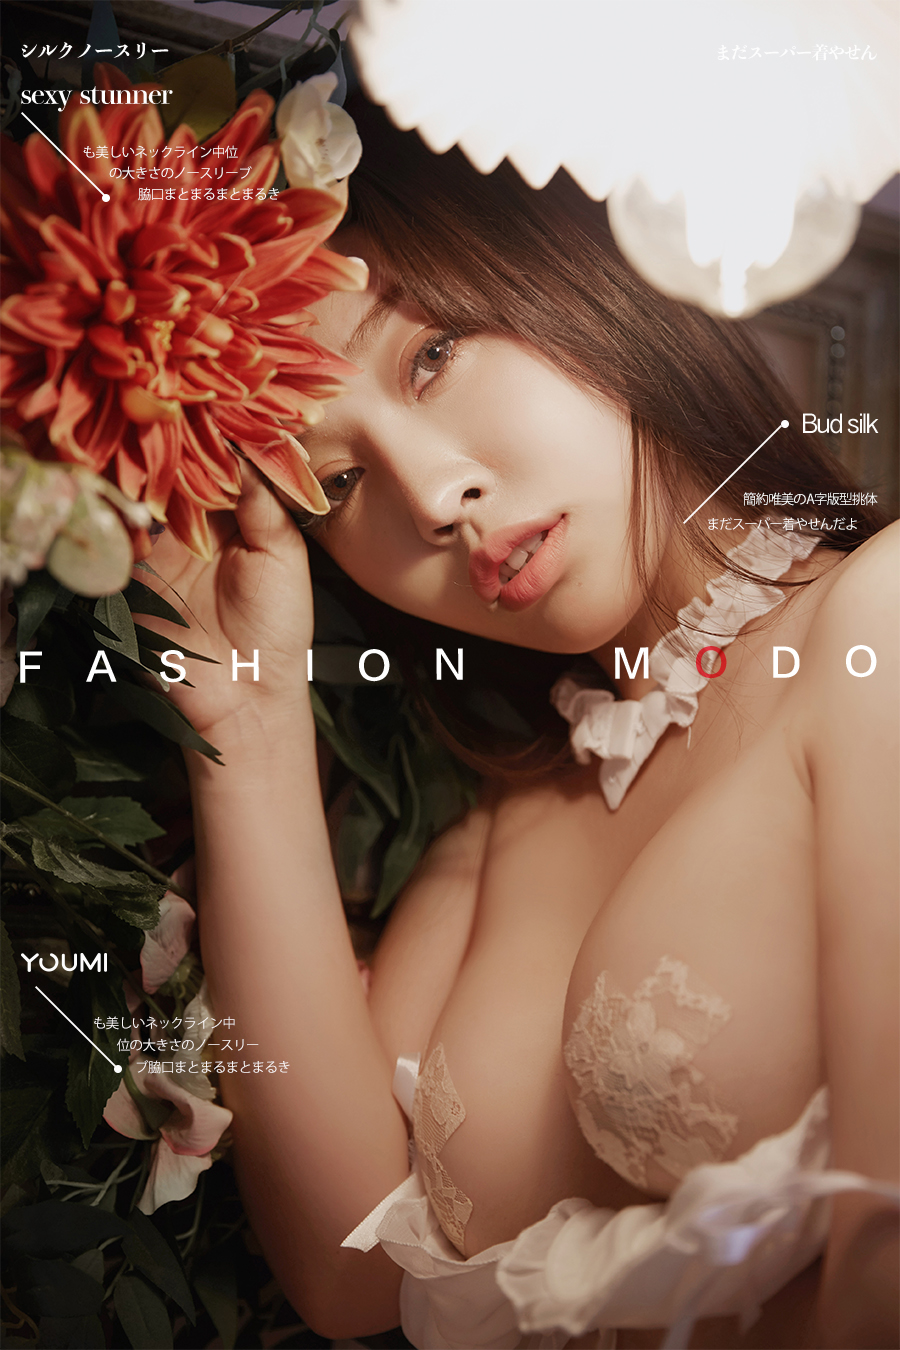 シルクノースリー
まだスーパー着やせん
sexy stunner
も美しいネックライン中位
の大きさのノースリーブ
脇口まとまるまとまるき
Bud silk
簡約唯美のA字版型挑体
まだスーパー着やせんだよ
FASHION MODO
YOUMI
も美しいネックライン中
位の大きさのノースリー
ブ脇口まとまるまとまるき